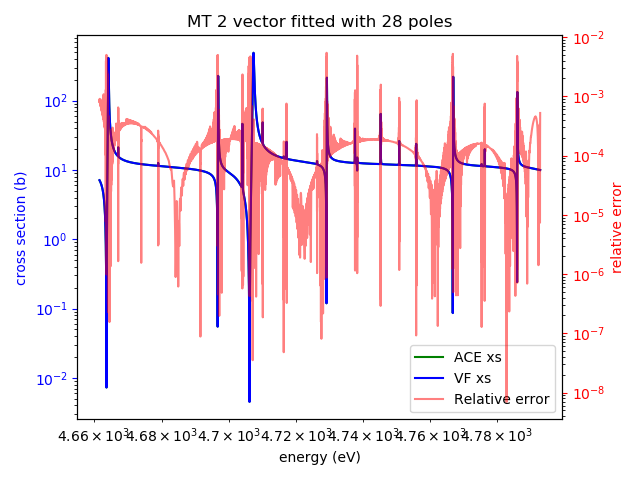 MT 2 vector fitted with 28 poles
cross section (b)
10² 10¹ 10⁰ 10⁻¹ 10⁻²
10⁻² 10⁻³ 10⁻⁴ 10⁻⁵ 10⁻⁶ 10⁻⁷ 10⁻⁸
relative error
ACE xs
VF xs
Relative error
4.66 × 10³ 4.68 × 10³ 4.7 × 10³ 4.72 × 10³ 4.74 × 10³ 4.76 × 10³ 4.78 × 10³
energy (eV)